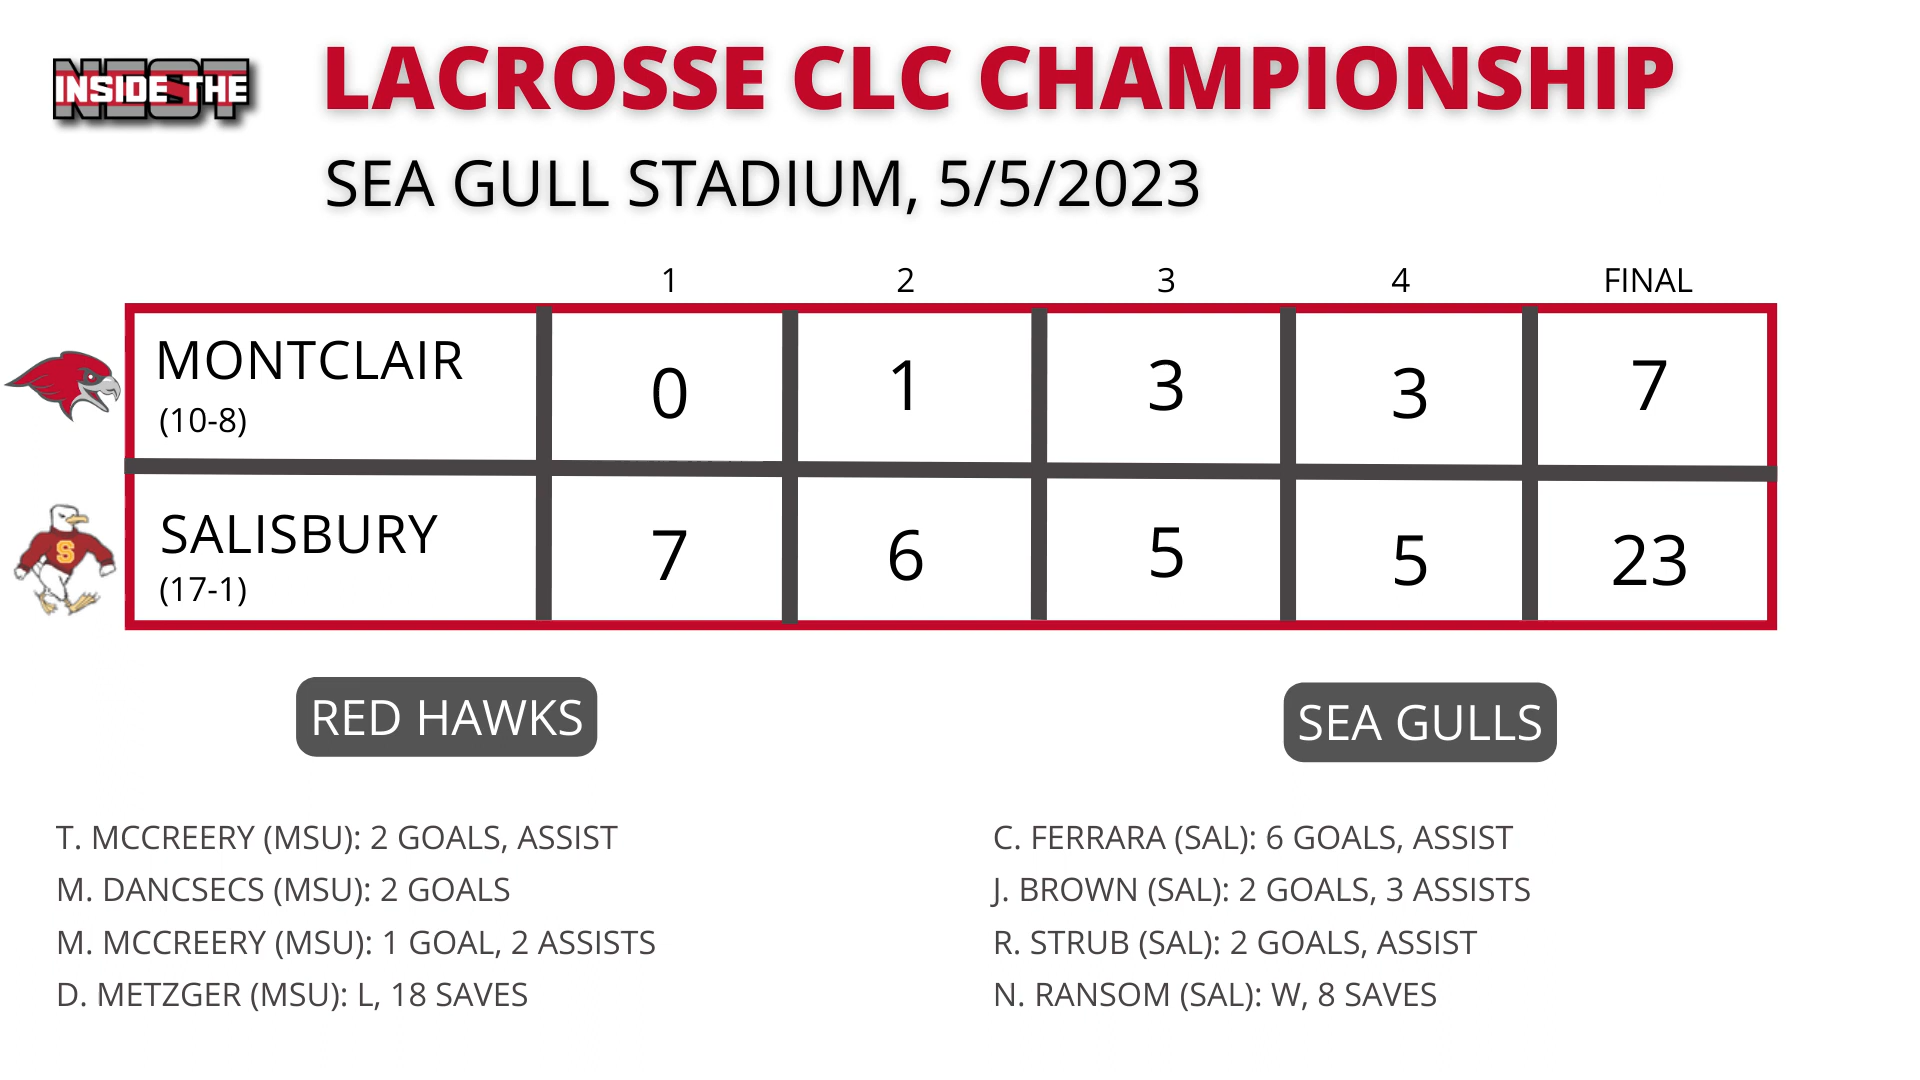 INSIDE THE
NEST
LACROSSE CLC CHAMPIONSHIP
SEA GULL STADIUM, 5/5/2023
1 2 3 4 FINAL
MONTCLAIR 0 1 3 3 7
(10-8)
S
SALISBURY 7 6 5 5 23
(17-1)
RED HAWKS
T. MCCREERY (MSU): 2 GOALS, ASSIST
M. DANCSECS (MSU): 2 GOALS
M. MCCREERY (MSU): 1 GOAL, 2 ASSISTS
D. METZGER (MSU): L, 18 SAVES
SEA GULLS
C. FERRARA (SAL): 6 GOALS, ASSIST
J. BROWN (SAL): 2 GOALS, 3 ASSISTS
R. STRUB (SAL): 2 GOALS, ASSIST
N. RANSOM (SAL): W, 8 SAVES